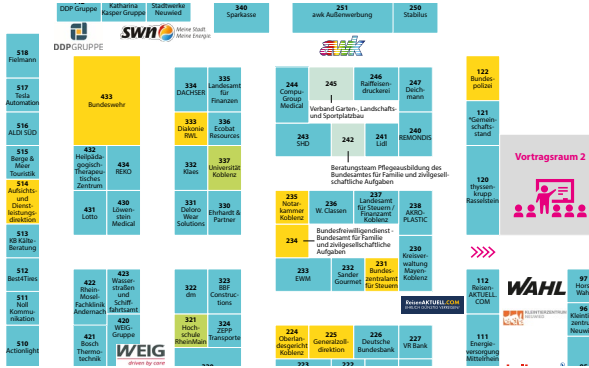 DDP Gruppe
Katharina
Kasper Gruppe
Stadtwerke
Neuwied
340
Sparkasse
251
awk Außenwerbung
250
Stabilus
DDPGRUPPE
SWN
Meine Stadt.
Meine Energie.
awk
518
Fielmann
517
Tesla
Automation
516
ALDI SÜD
515
Berge &
Meer
Touristik
514
Aufsichts-
und
Dienst-
leistungs-
direktion
513
KB Kälte-
Beratung
512
Best4Tires
511
Noll
Kommu-
nikation
510
Actionlight
433
Bundeswehr
432
Heilpäda-
gogisch-
Therapeu-
tisches
Zentrum
434
REKO
431
Lotto
430
Löwen-
stein
Medical
422
Rhein-
Mosel-
Fachklinik
Andernach
423
Wasser-
straßen
und
Schiff-
fahrtsamt
421
Bosch
Thermo-
technik
420
WEIG-
Gruppe
WEIG
driven by care
334
DACHSER
335
Landesamt
für
Finanzen
333
Diakonie
RWL
336
Ecobat
Resources
332
Klaes
337
Universität
Koblenz
331
Deloro
Wear
Solutions
330
Ehrhardt &
Partner
322
dm
323
BBF
Construc-
tions
321
Hoch-
schule
RheinMain
324
ZEPP
Transporte
244
Compu-
Group
Medical
245
246
Raiffeisen-
druckerei
247
Deich-
mann
Verband Garten-, Landschafts-
und Sportplatzbau
243
SHD
242
241
Lidl
240
REMONDIS
Beratungsteam Pflegeausbildung des
Bundesamtes für Familie und zivilgesell-
schaftliche Aufgaben
235
Notar-
kammer
Koblenz
236
W. Classen
237
Landesamt
für Steuern /
Finanzamt
Koblenz
238
AKRO-
PLASTIC
234
Bundesfreiwilligendienst -
Bundesamt für Familie
und zivilgesellschaftliche
Aufgaben
230
Kreisver-
waltung
Mayen-
Koblenz
233
EWM
232
Sander
Gourmet
231
Bundes-
zentralamt
für Steuern
ReisenAKTUELL.COM
224
Oberlan-
desgericht
Koblenz
225
Generalzoll-
direktion
226
Deutsche
Bundesbank
227
VR Bank
223
222
122
Bundes-
polizei
121
*Gemein-
schafts-
stand
120
thyssen-
krupp
Rasselstein
Vortragsraum 2
112
Reisen-
AKTUELL.
COM
111
Energie-
versorgung
Mittelrhein
WAHL
97
96